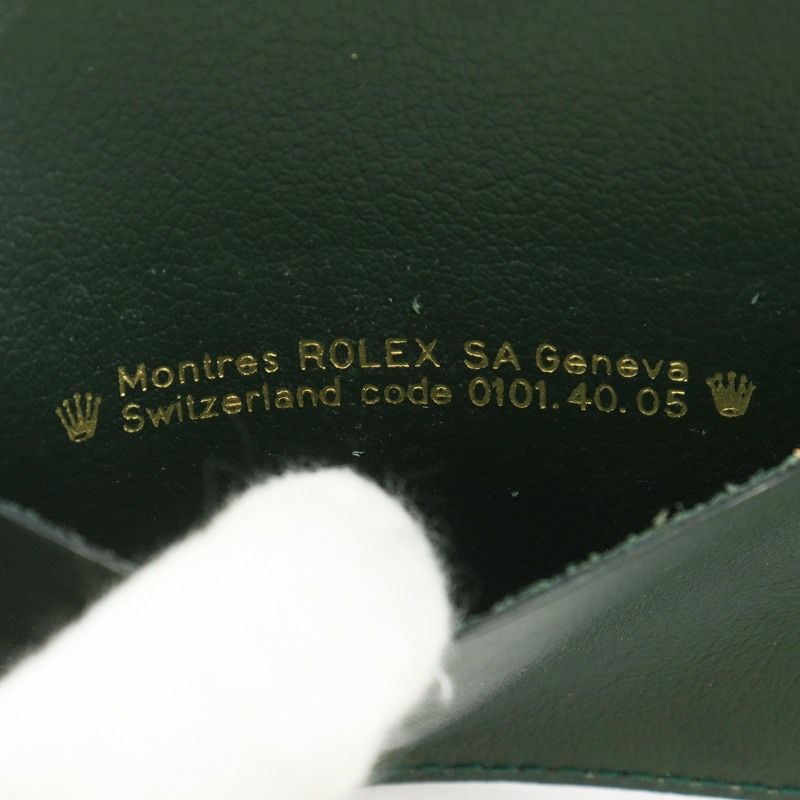 Montres ROLEX SA Geneva
Switzerland code 0101.40.05